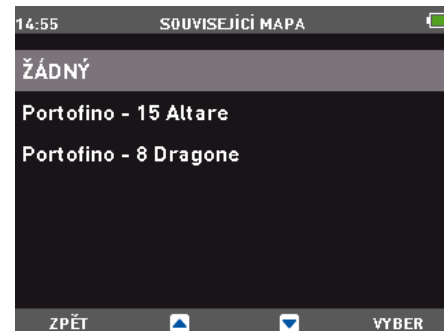 14:55 SOUVISEJÍCÍ MAPA
ŽÁDNÝ
Portofino - 15 Altare
Portofino - 8 Dragone
ZPĚT VYBER